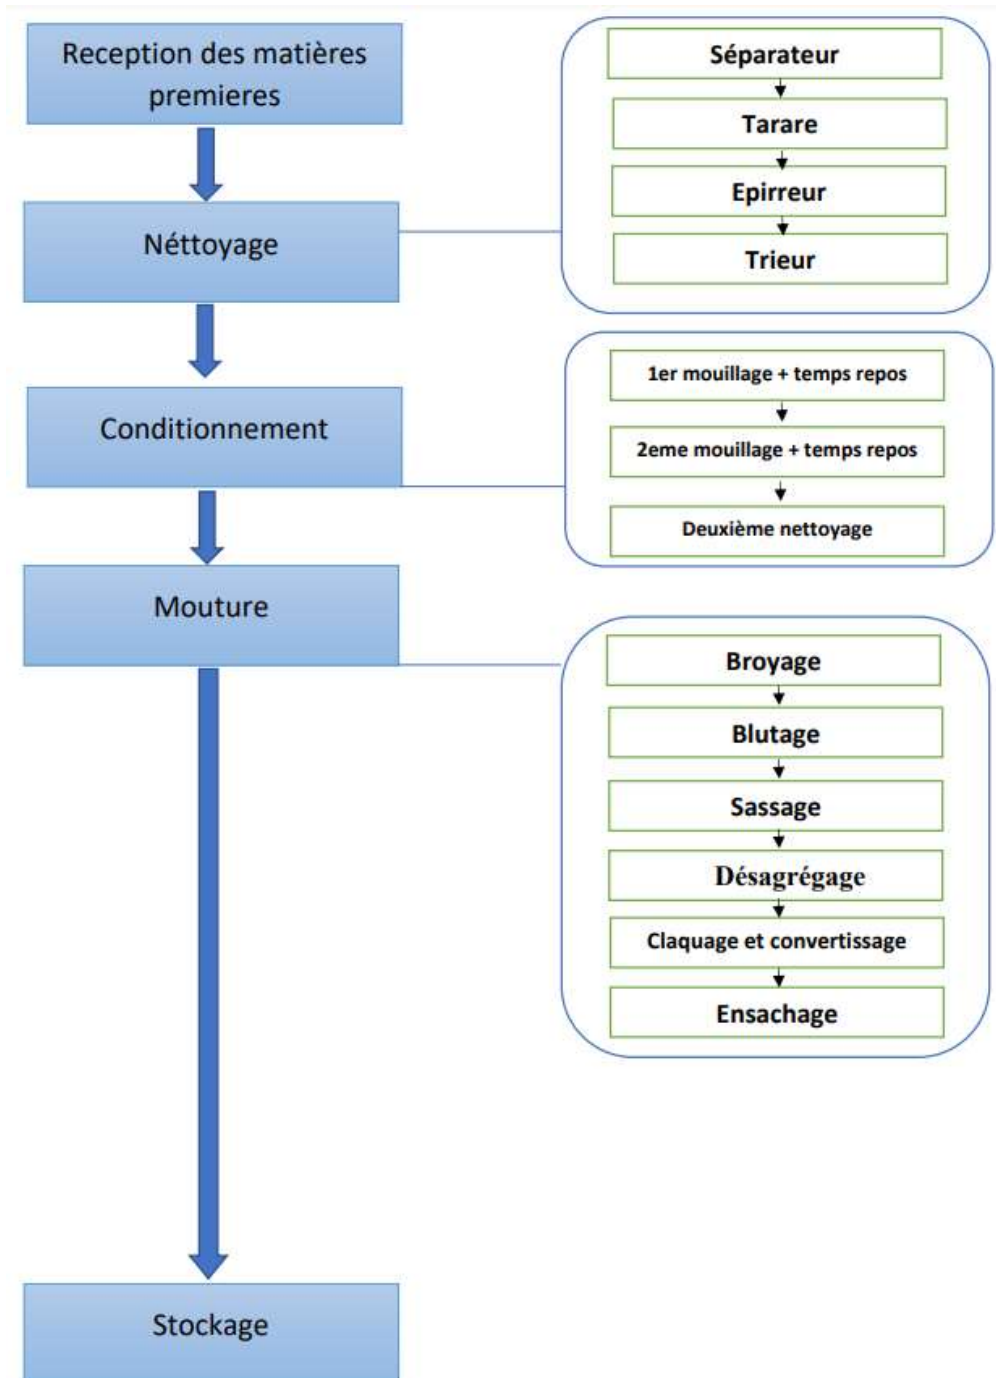 Reception des matières
premieres
Néttoyage
Séparateur
Tarare
Epirreur
Trieur
Conditionnement
1er mouillage + temps repos
2eme mouillage + temps repos
Deuxième nettoyage
Mouture
Broyage
Blutage
Sassage
Désagrégage
Claquage et convertissage
Ensachage
Stockage